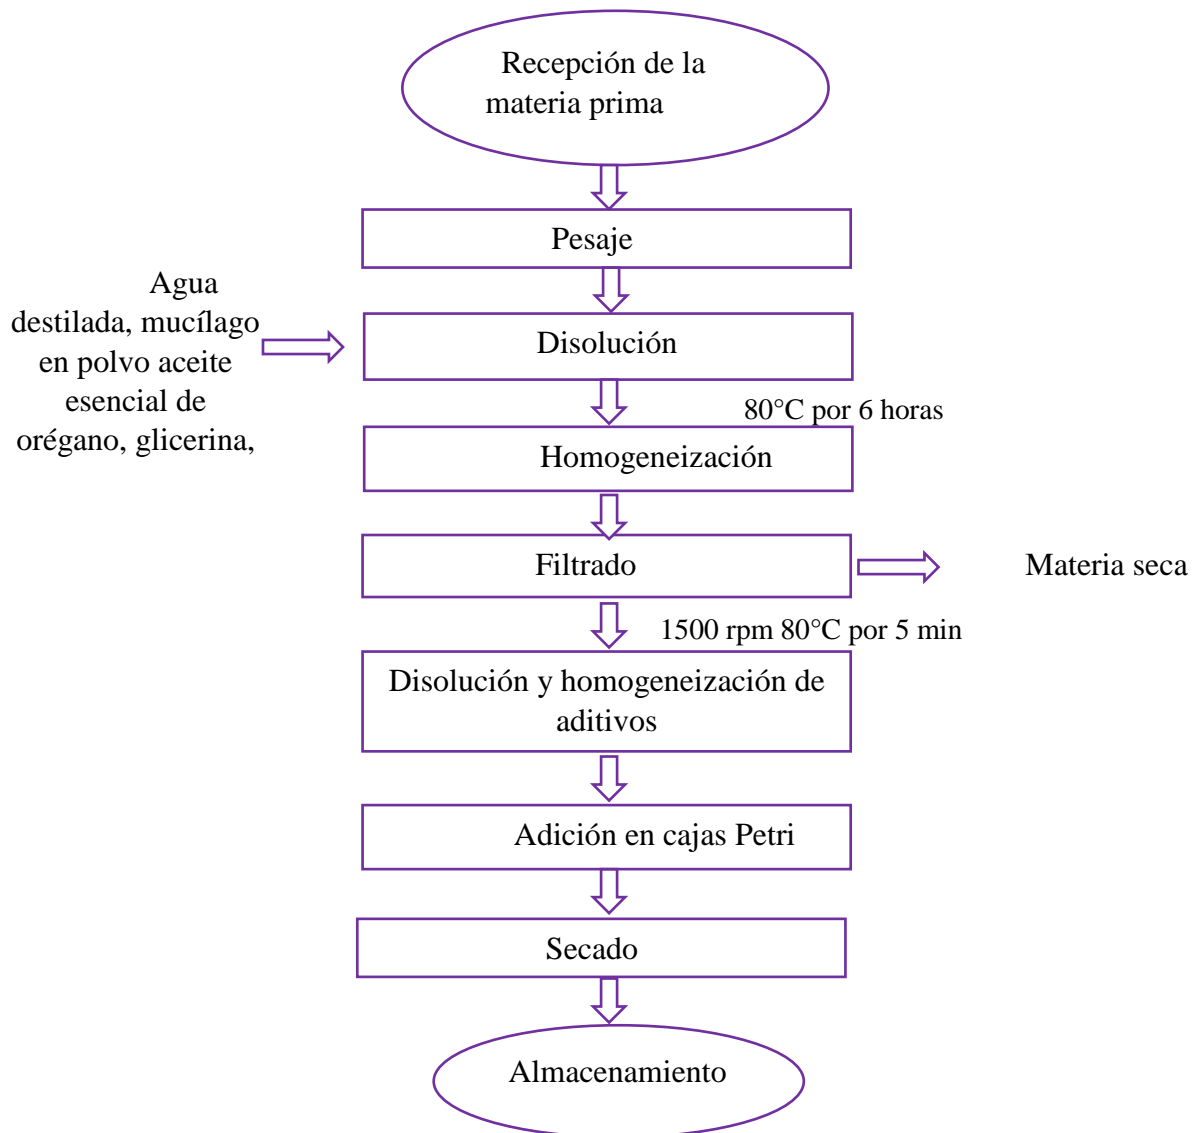 Recepción de la
materia prima
Pesaje
Agua
destilada, mucílago
en polvo aceite
esencial de
orégano, glicerina,
Disolución
80°C por 6 horas
Homogeneización
Filtrado
Materia seca
1500 rpm 80°C por 5 min
Disolución y homogeneización de
aditivos
Adición en cajas Petri
Secado
Almacenamiento